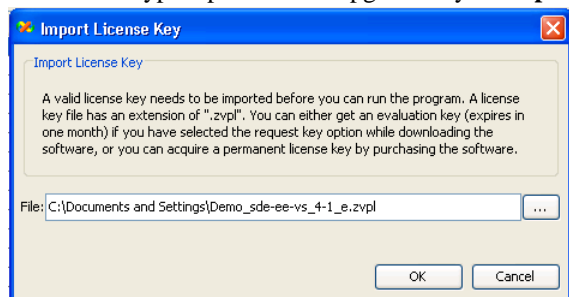 Import License Key
Import License Key
A valid license key needs to be imported before you can run the program. A license
key file has an extension of ".zvpl". You can either get an evaluation key (expires in
one month) if you have selected the request key option while downloading the
software, or you can acquire a permanent license key by purchasing the software.
File: C:\Documents and Settings\Demo_sde-ee-vs_4-1_e.zvpl ...
OK Cancel